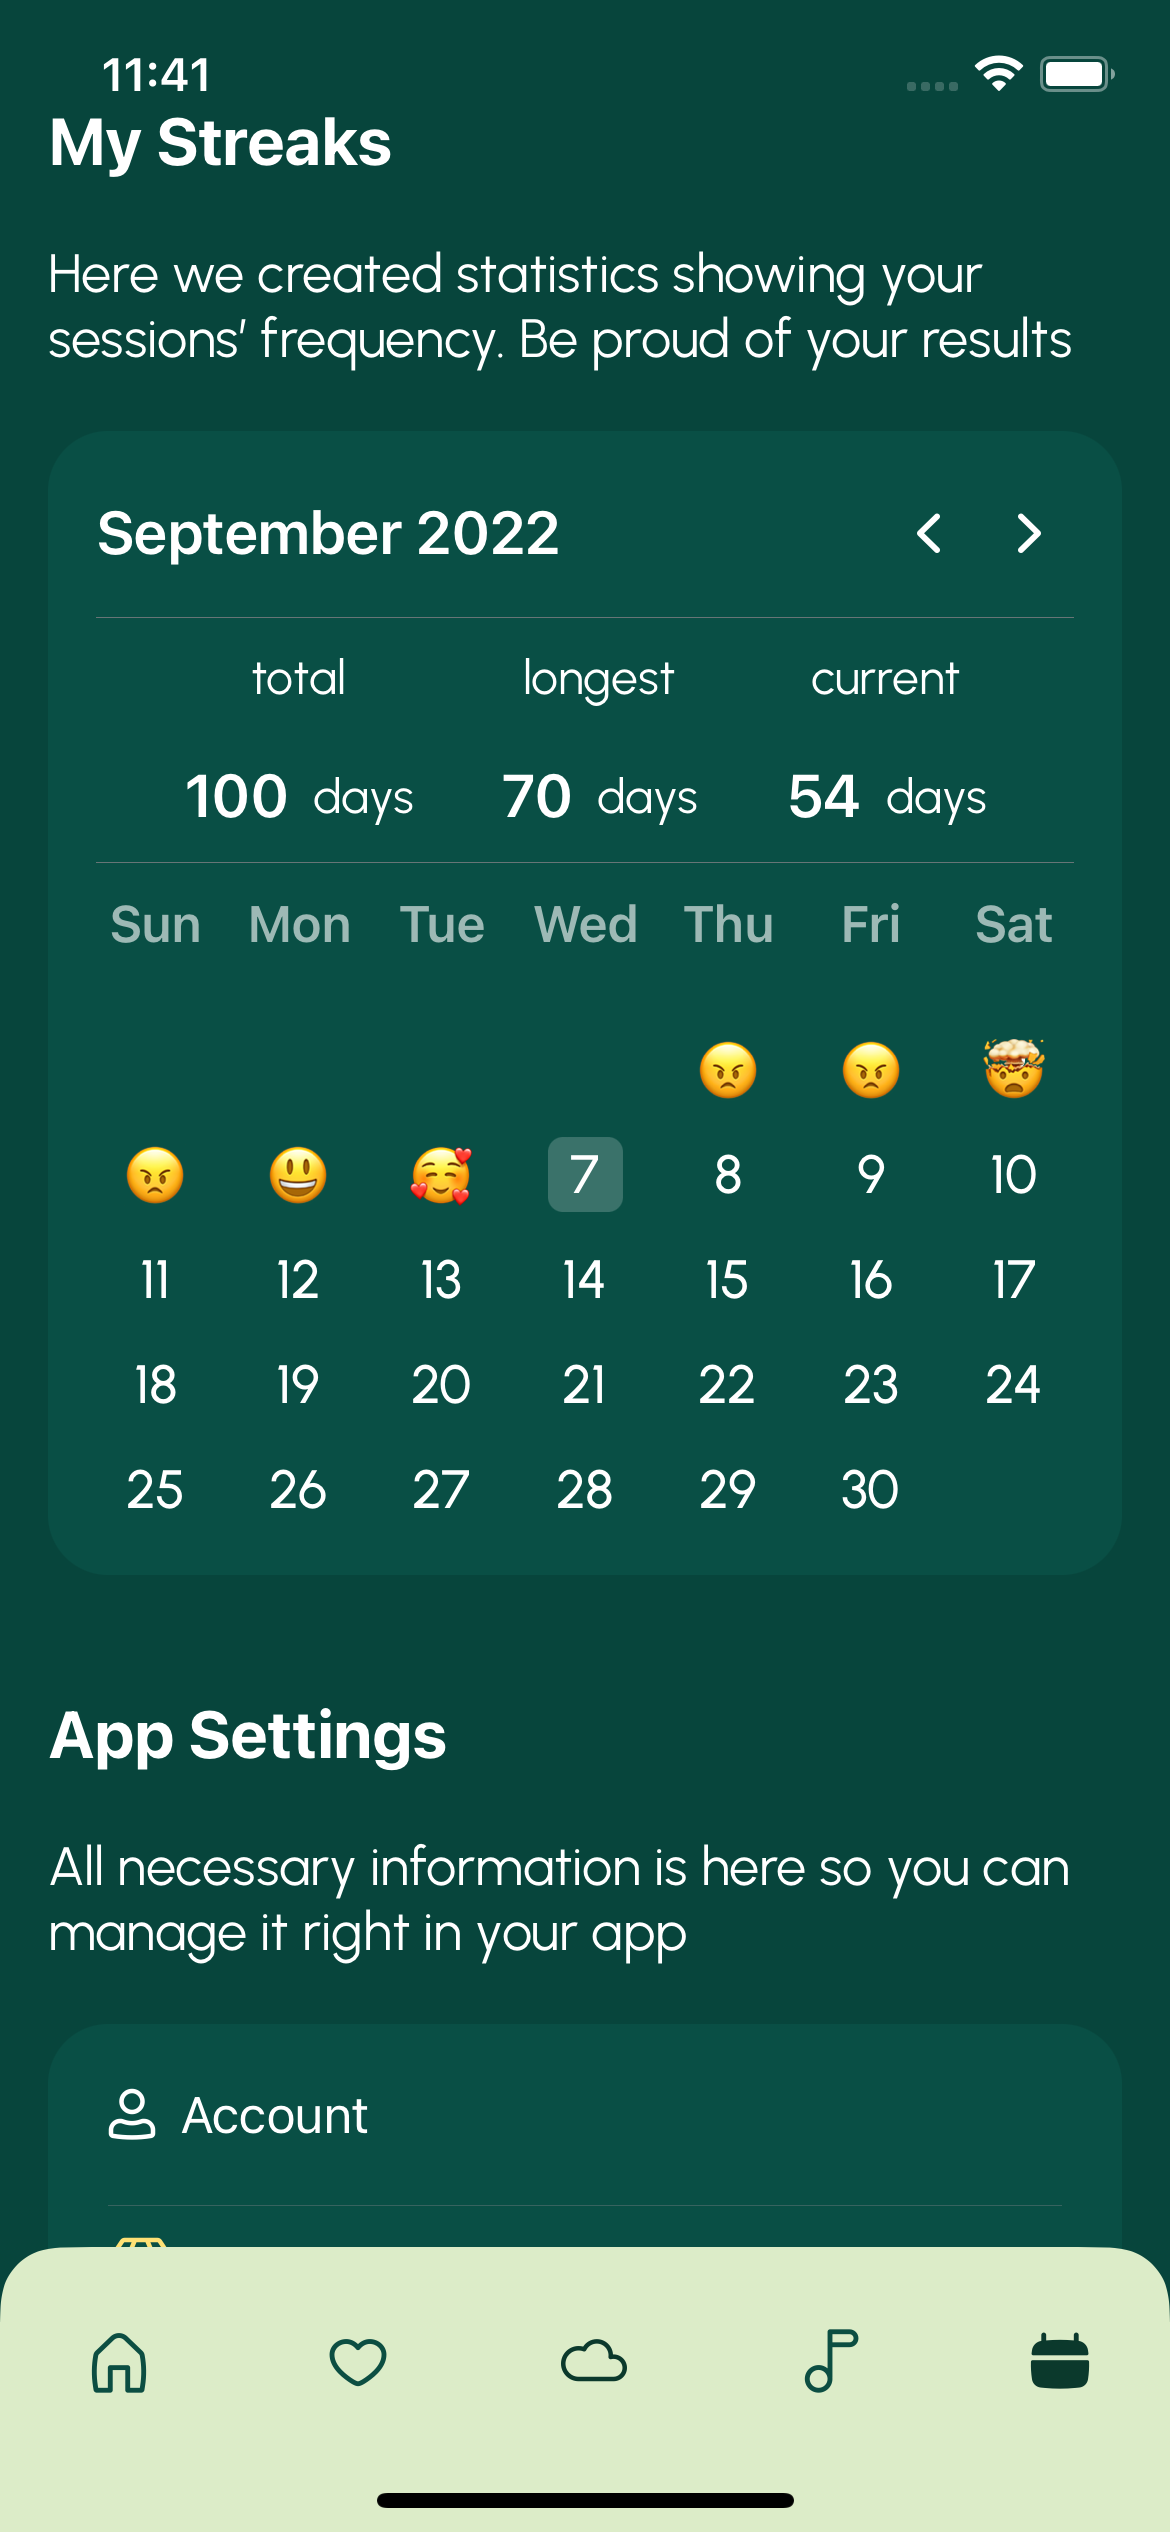 11:41
My Streaks
Here we created statistics showing your
sessions' frequency. Be proud of your results
September 2022
total longest current
100 days 70 days 54 days
Sun Mon Tue Wed Thu Fri Sat
7 8 9 10
11 12 13 14 15 16 17
18 19 20 21 22 23 24
25 26 27 28 29 30
App Settings
All necessary information is here so you can
manage it right in your app
Account